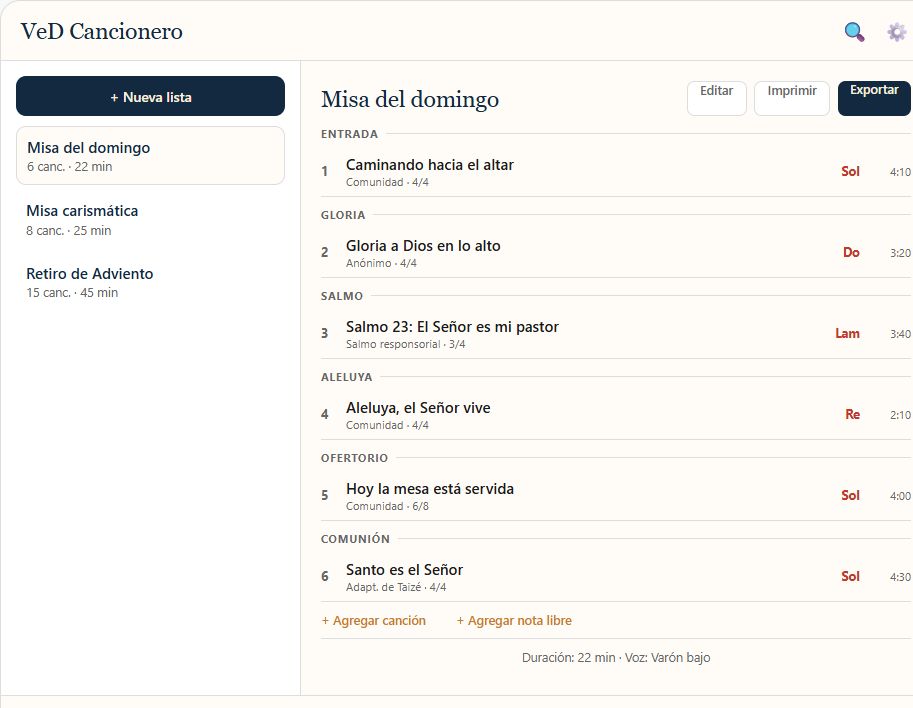 VeD Cancionero
+ Nueva lista
Misa del domingo
6 canc. · 22 min
Misa carismática
8 canc. · 25 min
Retiro de Adviento
15 canc. · 45 min
Misa del domingo
Editar
Imprimir
Exportar
ENTRADA
1 Caminando hacia el altar Sol 4:10
Comunidad · 4/4
GLORIA
2 Gloria a Dios en lo alto Do 3:20
Anónimo · 4/4
SALMO
3 Salmo 23: El Señor es mi pastor Lam 3:40
Salmo responsorial · 3/4
ALELUYA
4 Aleluya, el Señor vive Re 2:10
Comunidad · 4/4
OFERTORIO
5 Hoy la mesa está servida Sol 4:00
Comunidad · 6/8
COMUNIÓN
6 Santo es el Señor Sol 4:30
Adapt. de Taizé · 4/4
+ Agregar canción + Agregar nota libre
Duración: 22 min · Voz: Varón bajo